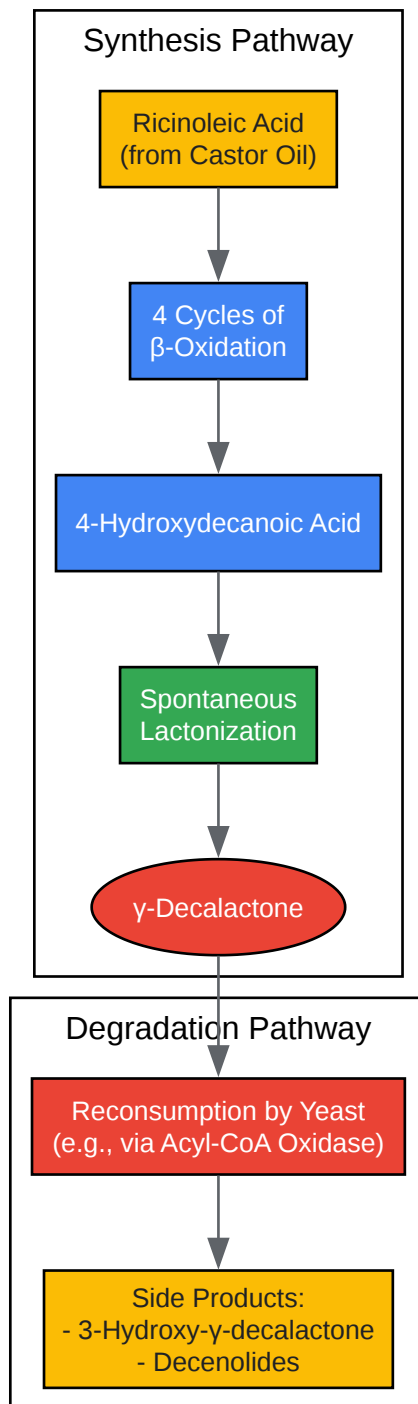 Synthesis Pathway
Ricinoleic Acid
(from Castor Oil)
4 Cycles of
β-Oxidation
4-Hydroxydecanoic Acid
Spontaneous
Lactonization
γ-Decalactone
Degradation Pathway
Reconsumption by Yeast
(e.g., via Acyl-CoA Oxidase)
Side Products:
- 3-Hydroxy-γ-decalactone
- Decenolides